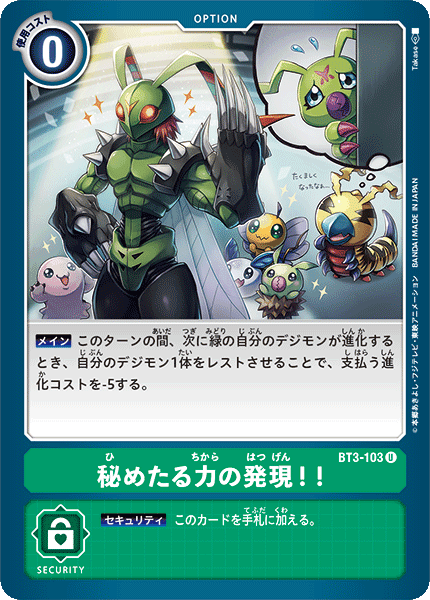 使用コスト
0
OPTION
Takase
たくましく
なったなぁ…
BANDAI MADE IN JAPAN
©本郷あきよし・フジテレビ・東映アニメーション
メイン このターンの間、次に緑の自分のデジモンが進化する
とき、自分のデジモン1体をレストさせることで、支払う進
化コストを-5する。
BT3-103 U
秘めたる力の発現!!
セキュリティ このカードを手札に加える。
SECURITY